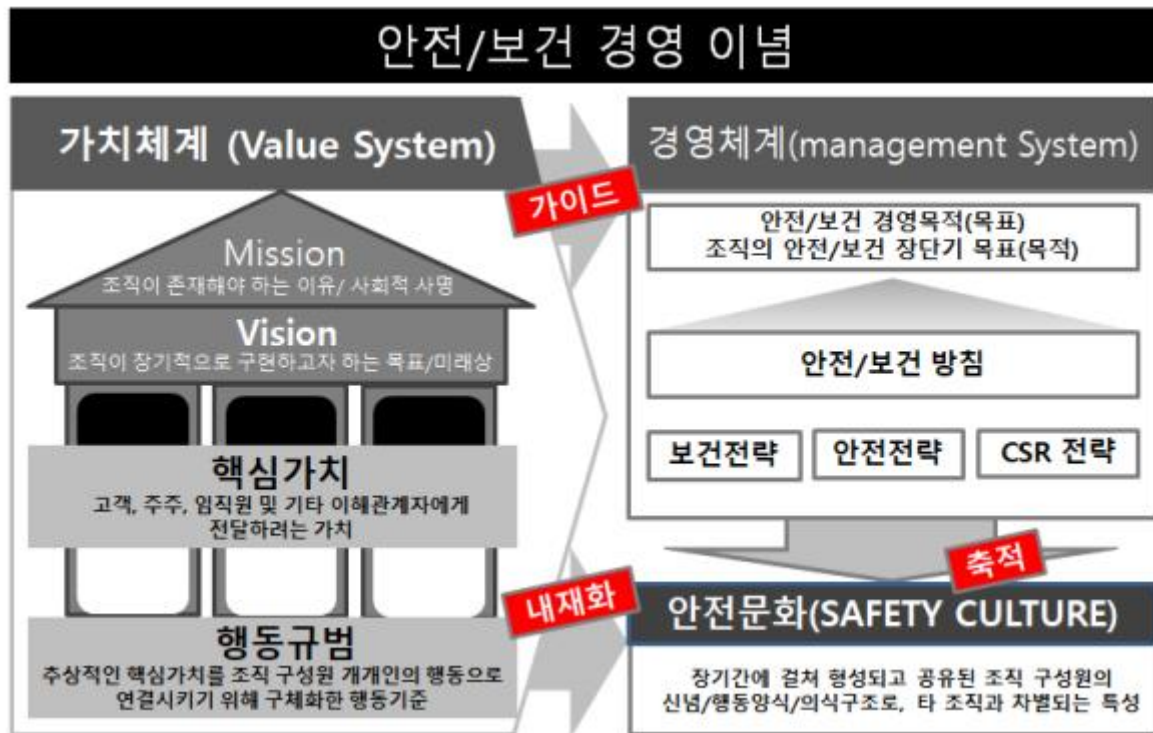 안전/보건 경영 이념
가치체계 (Value System)
Mission
조직이 존재해야 하는 이유/ 사회적 사명
Vision
조직이 장기적으로 구현하고자 하는 목표/미래상
핵심가치
고객, 주주, 임직원 및 기타 이해관계자에게
전달하려는 가치
행동규범
추상적인 핵심가치를 조직 구성원 개개인의 행동으로
연결시키기 위해 구체화한 행동기준
가이드
내재화
경영체계(management System)
안전/보건 경영목적(목표)
조직의 안전/보건 장단기 목표(목적)
안전/보건 방침
보건전략
안전전략
CSR 전략
축적
안전문화(SAFETY CULTURE)
장기간에 걸쳐 형성되고 공유된 조직 구성원의
신념/행동양식/의식구조로, 타 조직과 차별되는 특성